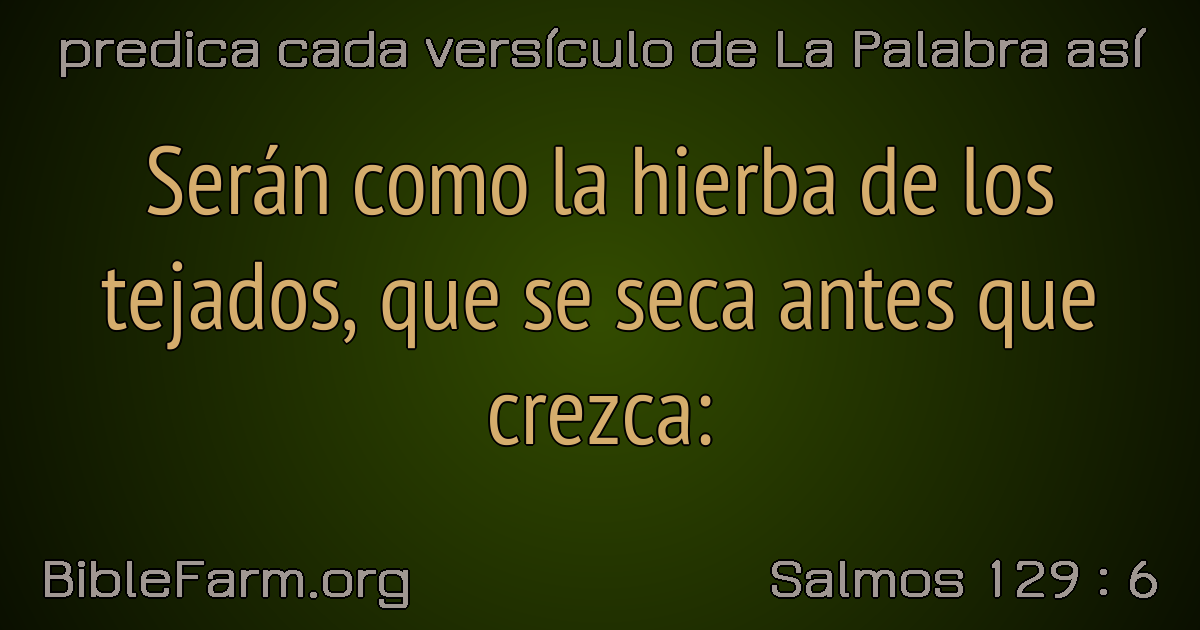 predica cada versículo de La Palabra así
Serán como la hierba de los
tejados, que se seca antes que
crezca:
BibleFarm.org
Salmos 129 : 6